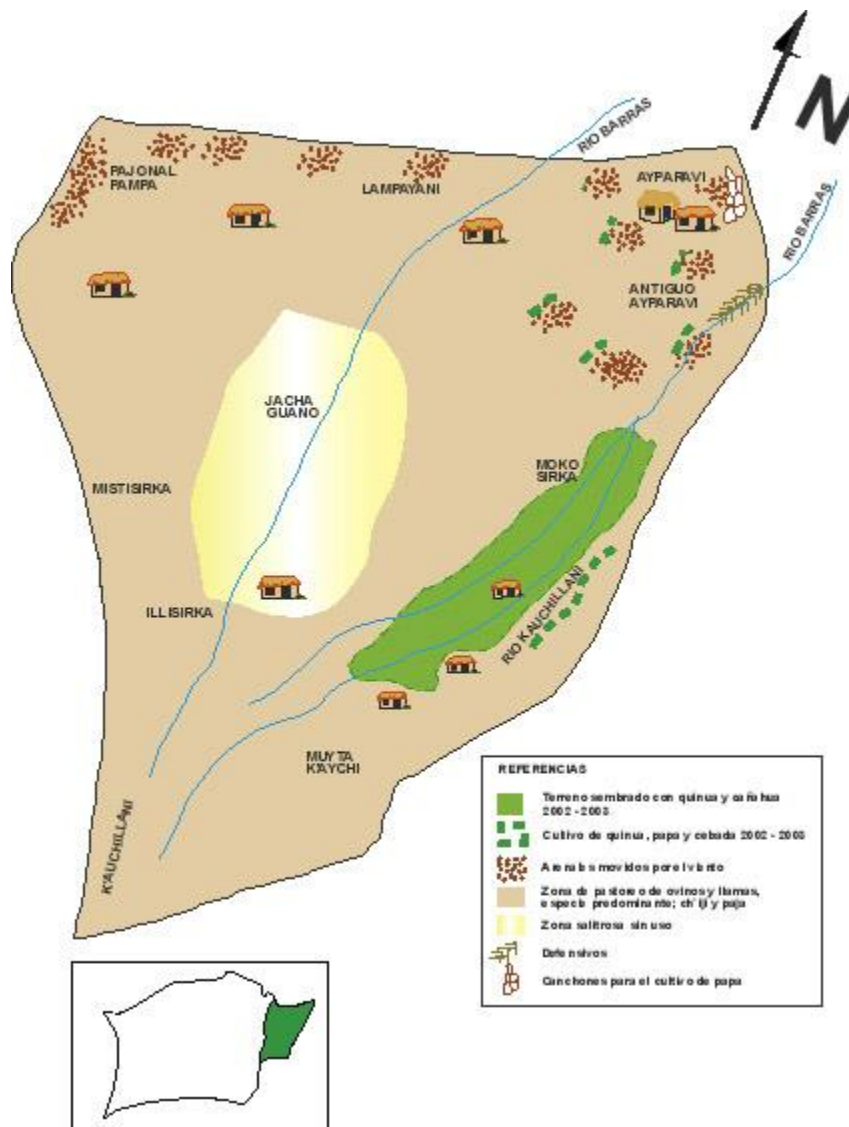 N
RIO BARRAS
PAJONAL
PAMPA
LAMPAYANI
AYPARAVI
RIO BARRAS
ANTIGUO
AYPARAVI
JACHA
GUANO
MOKO
SIRKA
MISTISIRKA
ILLISIRKA
RIO KAUCHILLANI
MUYTA
K'AYCHI
K'AUCHILLANI
REFERENCIAS
Terreno sembrado con quinua y cañahua
2002 - 2003
Cultivo de quinua, papa y cebada 2002 - 2003
Arenales movidos por el viento
Zona de pastoreo de ovinos y llamas,
especie predominante; ch'iji y paja
Zona salitrosa sin uso
Defensivos
Canchones para el cultivo de papa